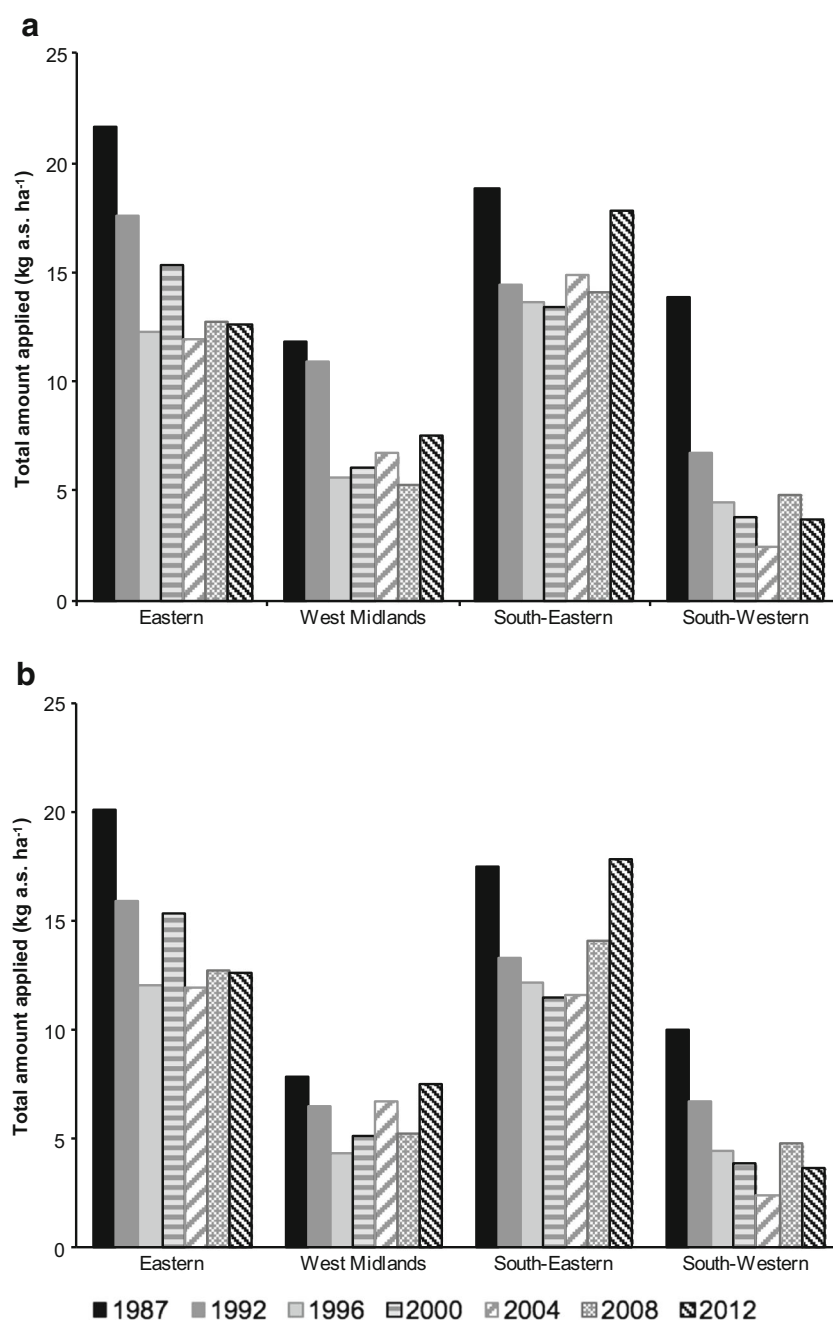 a
Total amount applied (kg a.s. ha-1)
25
20
15
10
5
0
Eastern West Midlands South-Eastern South-Western
b
Total amount applied (kg a.s. ha-1)
25
20
15
10
5
0
Eastern West Midlands South-Eastern South-Western
1987 1992 1996 2000 2004 2008 2012